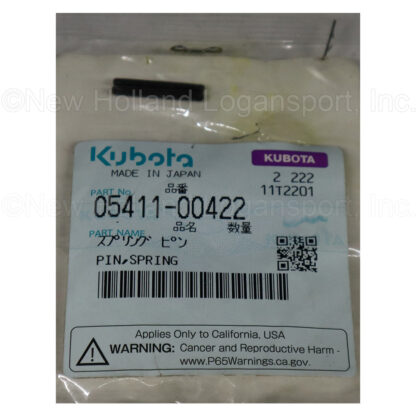 ©New Holland Logansport, Inc.
Kubota
MADE IN JAPAN
KUBOTA
品番
PART No.
2 222
11T2201
05411-00422
品名 数量
PART NAME
スプリング ピン
PIN,SPRING
Applies Only to California, USA
WARNING: Cancer and Reproductive Harm -
www.P65Warnings.ca.gov.